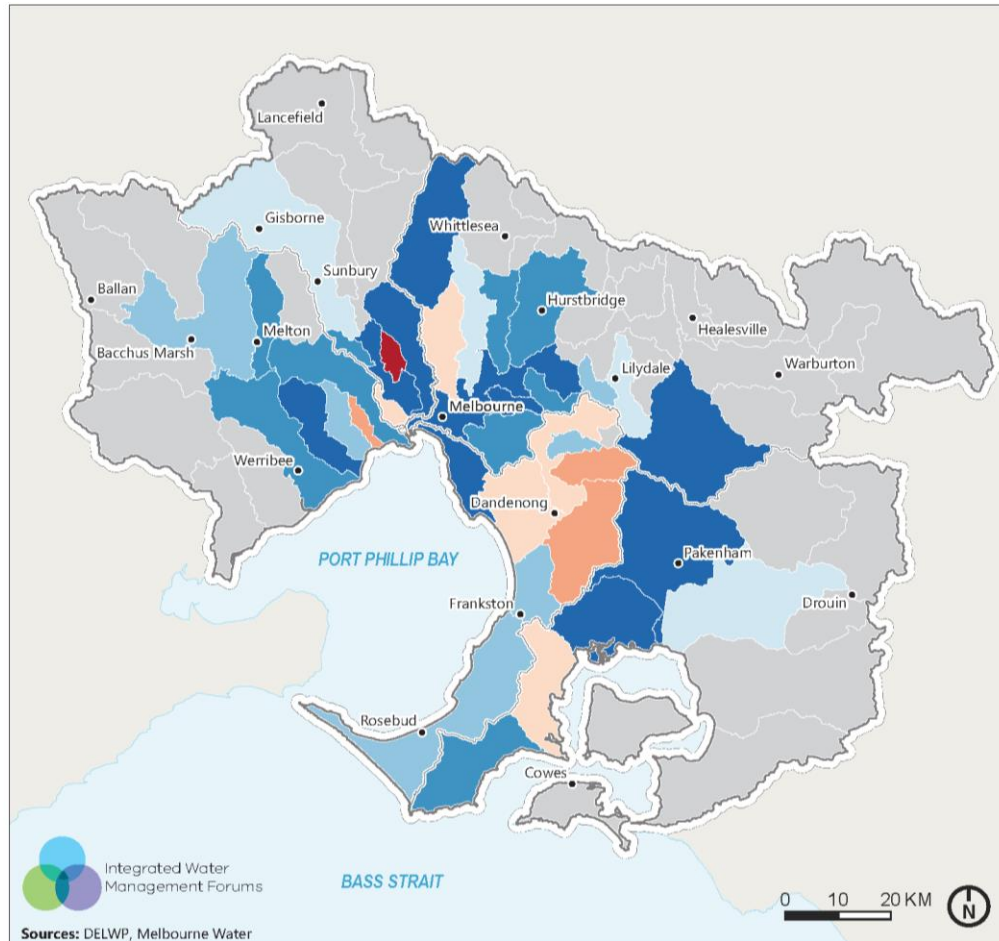 Lancefield
Whittlesea
Gisborne
Sunbury
Ballan
Hurstbridge
Healesville
Melton
Bacchus Marsh
Lilydale
Warburton
Melbourne
Werribee
Dandenong
PORT PHILLIP BAY
Pakenham
Drouin
Frankston
Rosebud
Cowes
Integrated Water
Management Forums
BASS STRAIT
0 10 20 KM
N
Sources: DELWP, Melbourne Water